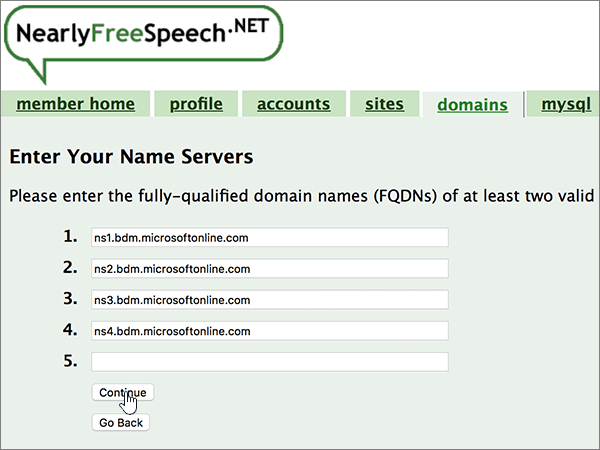 NearlyFreeSpeech.NET
member home profile accounts sites domains mysql
Enter Your Name Servers
Please enter the fully-qualified domain names (FQDNs) of at least two valid
1. ns1.bdm.microsoftonline.com
2. ns2.bdm.microsoftonline.com
3. ns3.bdm.microsoftonline.com
4. ns4.bdm.microsoftonline.com
5.
Continue
Go Back